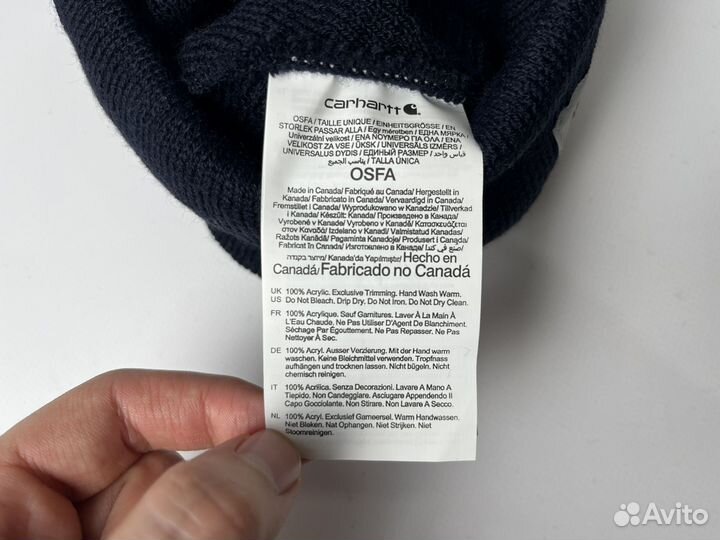 carhartt
OSFA / TAILLE UNIQUE / EINHEITSGRÖSSE / EN
STORLEK PASSAR ALLA / Egy méretben / ЕДНА МЯРКА /
Univerzální velikost / ΕΝΑ ΝΟΥΜΕΡΟ ΓΙΑ ΟΛΑ / ENA
VELIKOST ZA VSE / ÜKSK / UNIVERSĀLS IZMĒRS /
UNIVERSALUS DYDIS / ЕДИНЫЙ РАЗМЕР / قياس واحد
يناسب الجميع / TALLA ÚNICA
OSFA
Made in Canada/ Fabriqué au Canada/ Hergestellt in
Kanada/ Fabbricato in Canada/ Vervaardigd in Canada/
Fremstillet i Canada/ Wyprodukowano w Kanadzie/ Tillverkad
i Kanada/ Készült: Kanada/ Произведено в Канада/
Vyrobené v Kanade/ Vyrobeno v Kanadě/ Κατασκευάζεται
στον Καναδά/ Izdelano v Kanadi/ Valmistatud Kanadas/
Ražots Kanādā/ Pagaminta Kanadoje/ Produsert i Canada/
Fabricat în Canada/ Изготовлено в Канаде/ صنع في كندا/
מיוצר בקנדה/ Kanada'da Yapılmıştır/ Hecho en
Canadá/ Fabricado no Canadá
UK 100% Acrylic. Exclusive Trimming. Hand Wash Warm.
US Do Not Bleach. Drip Dry. Do Not Iron. Do Not Dry Clean.
FR 100% Acrylique. Sauf Garnitures. Laver À La Main À
L'Eau Chaude, Ne Pas Utiliser D'Agent De Blanchiment.
Séchage Par Égouttement. Ne Pas Repasser. Ne Pas
Nettoyer À Sec.
DE 100% Acryl. Ausser Verzierung. Mit der Hand warm
waschen. Keine Bleichmittel verwenden. Tropfnass
aufhängen und trocknen lassen. Nicht bügeln. Nicht
chemisch reinigen.
IT 100% Acrilica. Senza Decorazioni. Lavare A Mano A
Tiepido. Non Candeggiare. Asciugare Appendendo Il
Capo Gocciolante. Non Stirare. Non Lavare A Secco.
NL 100% Acryl. Exclusief Gameersel. Warm Handwassen.
Niet Bleken. Nat Ophangen. Niet Strijken. Niet
Stoomreinigen.
Avito